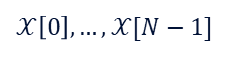 𝒳[0], … , 𝒳[N − 1]